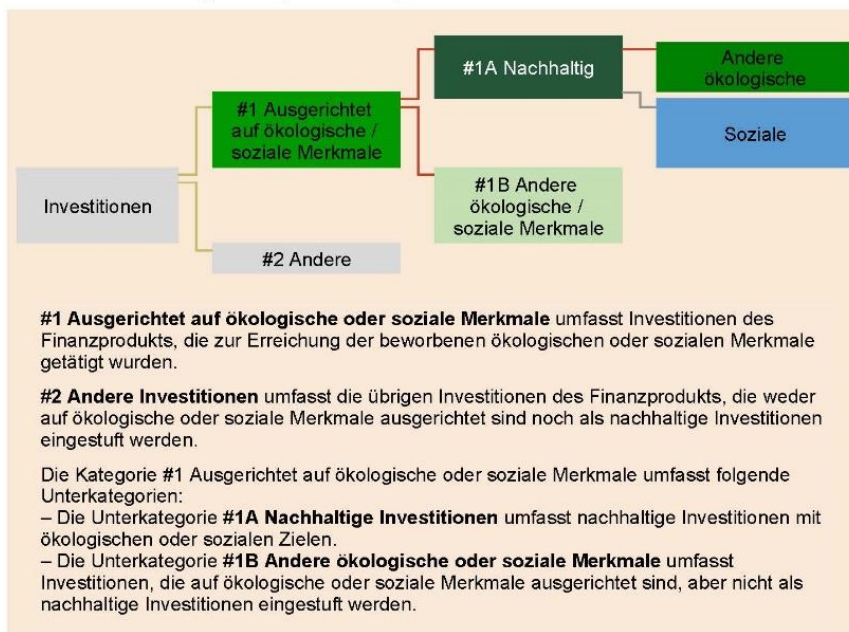 #1A Nachhaltig
Andere
ökologische
#1 Ausgerichtet
auf ökologische /
soziale Merkmale
Soziale
Investitionen
#1B Andere
ökologische /
soziale Merkmale
#2 Andere
#1 Ausgerichtet auf ökologische oder soziale Merkmale umfasst Investitionen des
Finanzprodukts, die zur Erreichung der beworbenen ökologischen oder sozialen Merkmale
getätigt wurden.
#2 Andere Investitionen umfasst die übrigen Investitionen des Finanzprodukts, die weder
auf ökologische oder soziale Merkmale ausgerichtet sind noch als nachhaltige Investitionen
eingestuft werden.
Die Kategorie #1 Ausgerichtet auf ökologische oder soziale Merkmale umfasst folgende
Unterkategorien:
– Die Unterkategorie #1A Nachhaltige Investitionen umfasst nachhaltige Investitionen mit
ökologischen oder sozialen Zielen.
– Die Unterkategorie #1B Andere ökologische oder soziale Merkmale umfasst
Investitionen, die auf ökologische oder soziale Merkmale ausgerichtet sind, aber nicht als
nachhaltige Investitionen eingestuft werden.